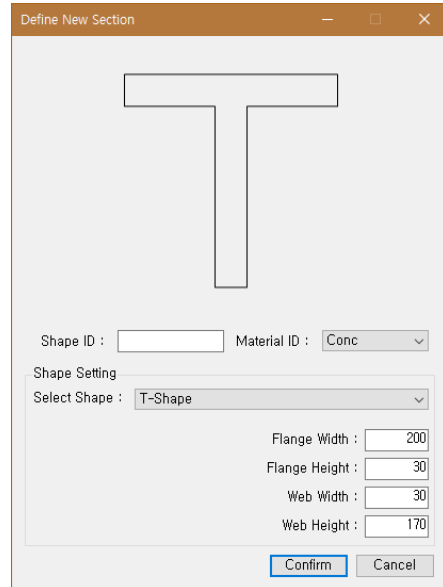 Define New Section
Shape ID : Material ID : Conc
Shape Setting
Select Shape : T-Shape
Flange Width : 200
Flange Height : 30
Web Width : 30
Web Height : 170
Confirm Cancel